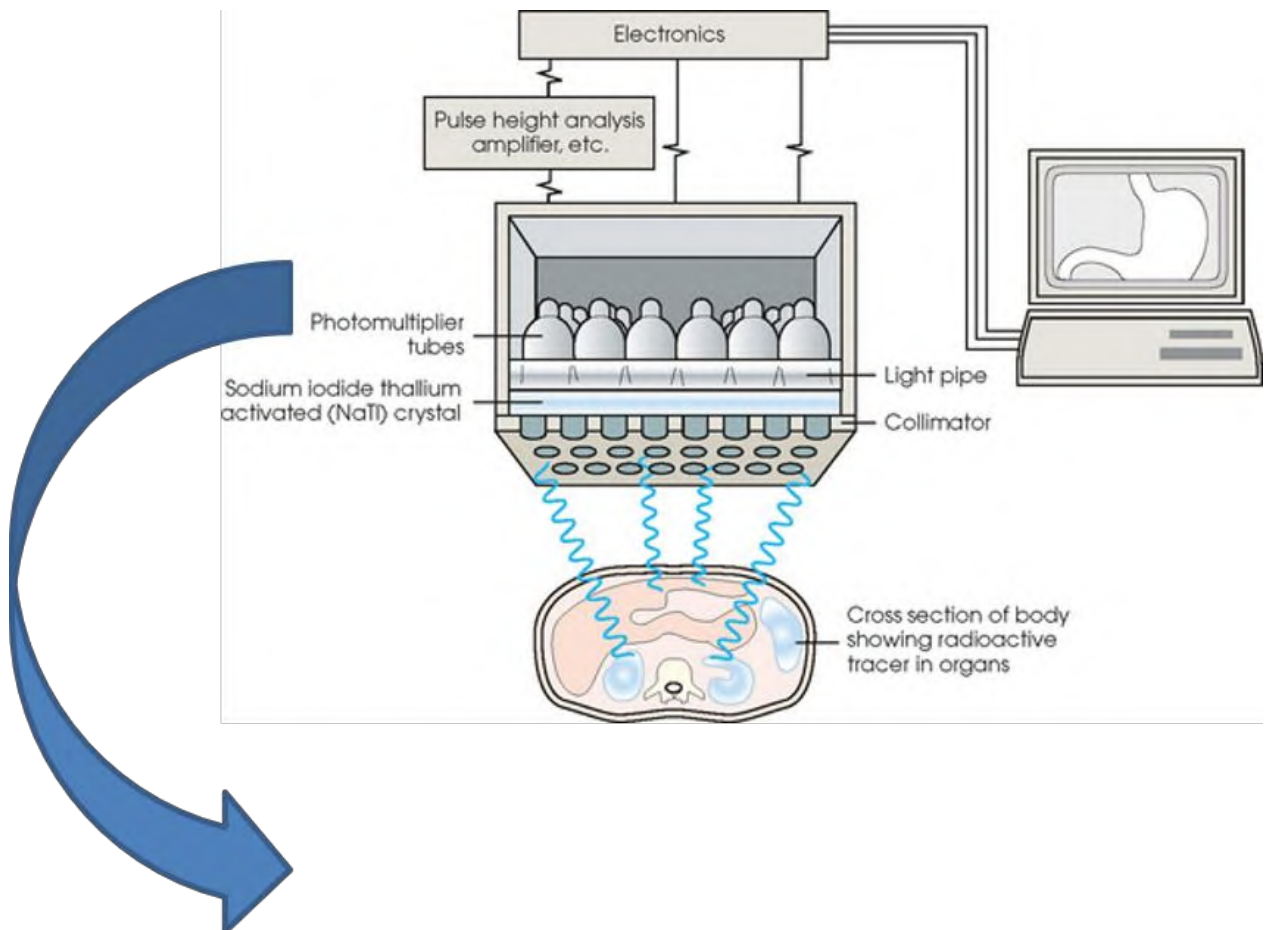 Electronics
Pulse height analysis
amplifier, etc.
Photomultiplier
tubes
Light pipe
Sodium iodide thallium
activated (NaTl) crystal
Collimator
Cross section of body
showing radioactive
tracer in organs